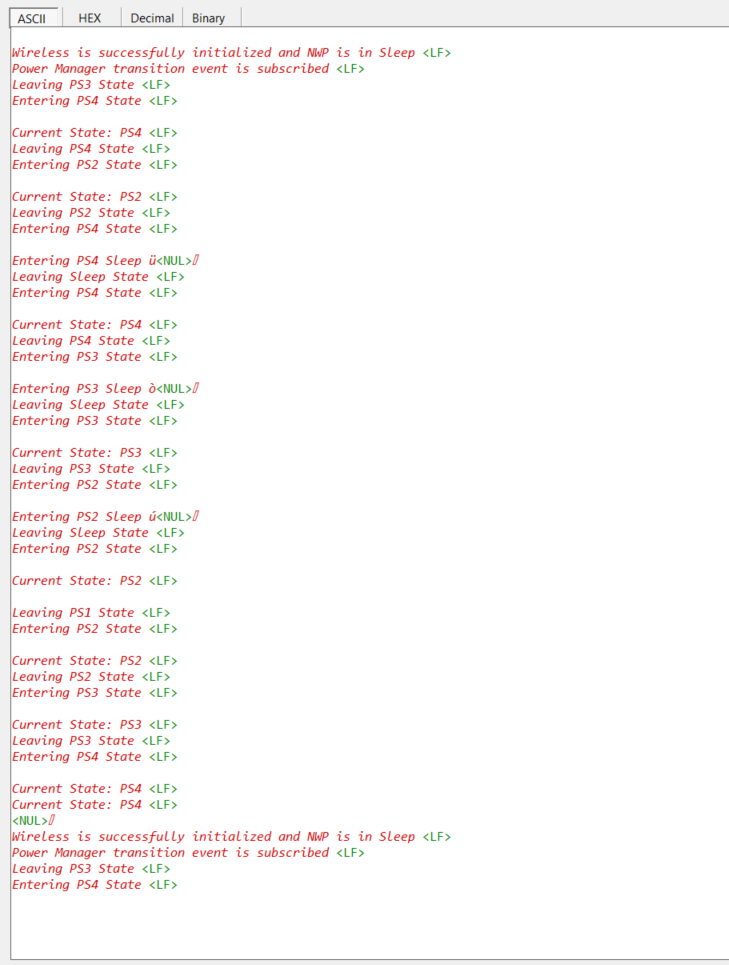 ASCII HEX Decimal Binary
Wireless is successfully initialized and NWP is in Sleep <LF>
Power Manager transition event is subscribed <LF>
Leaving PS3 State <LF>
Entering PS4 State <LF>
Current State: PS4 <LF>
Leaving PS4 State <LF>
Entering PS2 State <LF>
Current State: PS2 <LF>
Leaving PS2 State <LF>
Entering PS4 State <LF>
Entering PS4 Sleep ü<NUL>▯
Leaving Sleep State <LF>
Entering PS4 State <LF>
Current State: PS4 <LF>
Leaving PS4 State <LF>
Entering PS3 State <LF>
Entering PS3 Sleep ò<NUL>▯
Leaving Sleep State <LF>
Entering PS3 State <LF>
Current State: PS3 <LF>
Leaving PS3 State <LF>
Entering PS2 State <LF>
Entering PS2 Sleep ú<NUL>▯
Leaving Sleep State <LF>
Entering PS2 State <LF>
Current State: PS2 <LF>
Leaving PS1 State <LF>
Entering PS2 State <LF>
Current State: PS2 <LF>
Leaving PS2 State <LF>
Entering PS3 State <LF>
Current State: PS3 <LF>
Leaving PS3 State <LF>
Entering PS4 State <LF>
Current State: PS4 <LF>
Current State: PS4 <LF>
<NUL>▯
Wireless is successfully initialized and NWP is in Sleep <LF>
Power Manager transition event is subscribed <LF>
Leaving PS3 State <LF>
Entering PS4 State <LF>